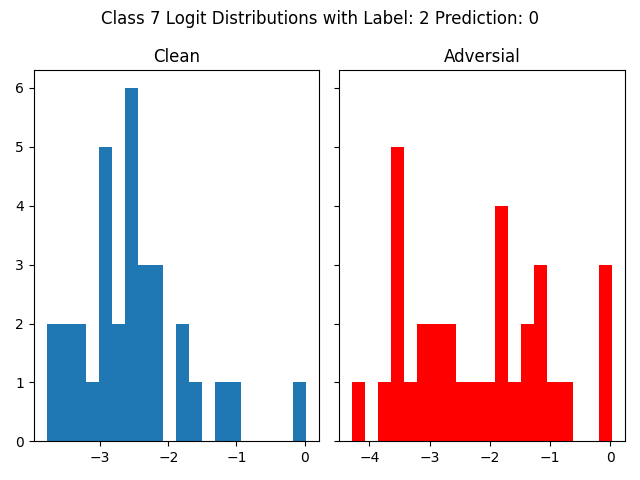 Class 7 Logit Distributions with Label: 2 Prediction: 0
Clean
Adversial
6
5
4
3
2
1
0
−3 −2 −1 0
−4 −3 −2 −1 0